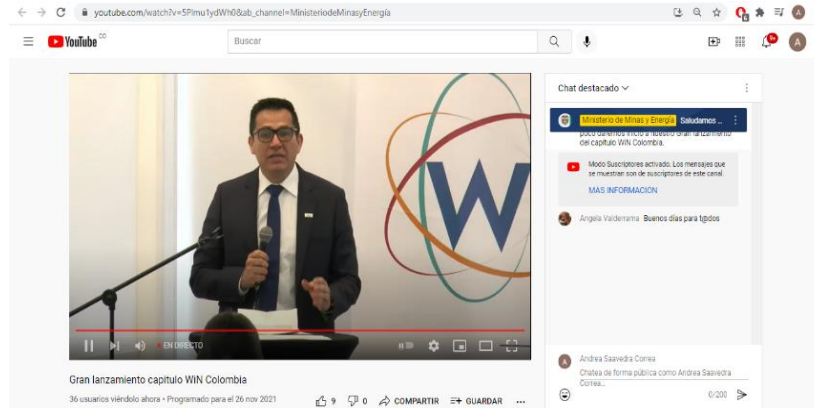 youtube.com/watch?v=5PImu1ydWh0&ab_channel=MinisteriodeMinasyEnergía
YouTube CO
Buscar
9+
A
W
EN DIRECTO
Chat destacado
Ministerio de Minas y Energía Saludamos ...
poco daremos inicio a nuestro Gran lanzamiento
del capítulo WiN Colombia.
Modo Suscriptores activado. Los mensajes que
se muestran son de suscriptores de este canal.
MÁS INFORMACIÓN
Angela Valderrama Buenos días para t@dos
Andrea Saavedra Correa
Chatea de forma pública como Andrea Saavedra
Correa...
0/200
Gran lanzamiento capítulo WiN Colombia
36 usuarios viéndolo ahora • Programado para el 26 nov 2021
9 0 COMPARTIR GUARDAR ...